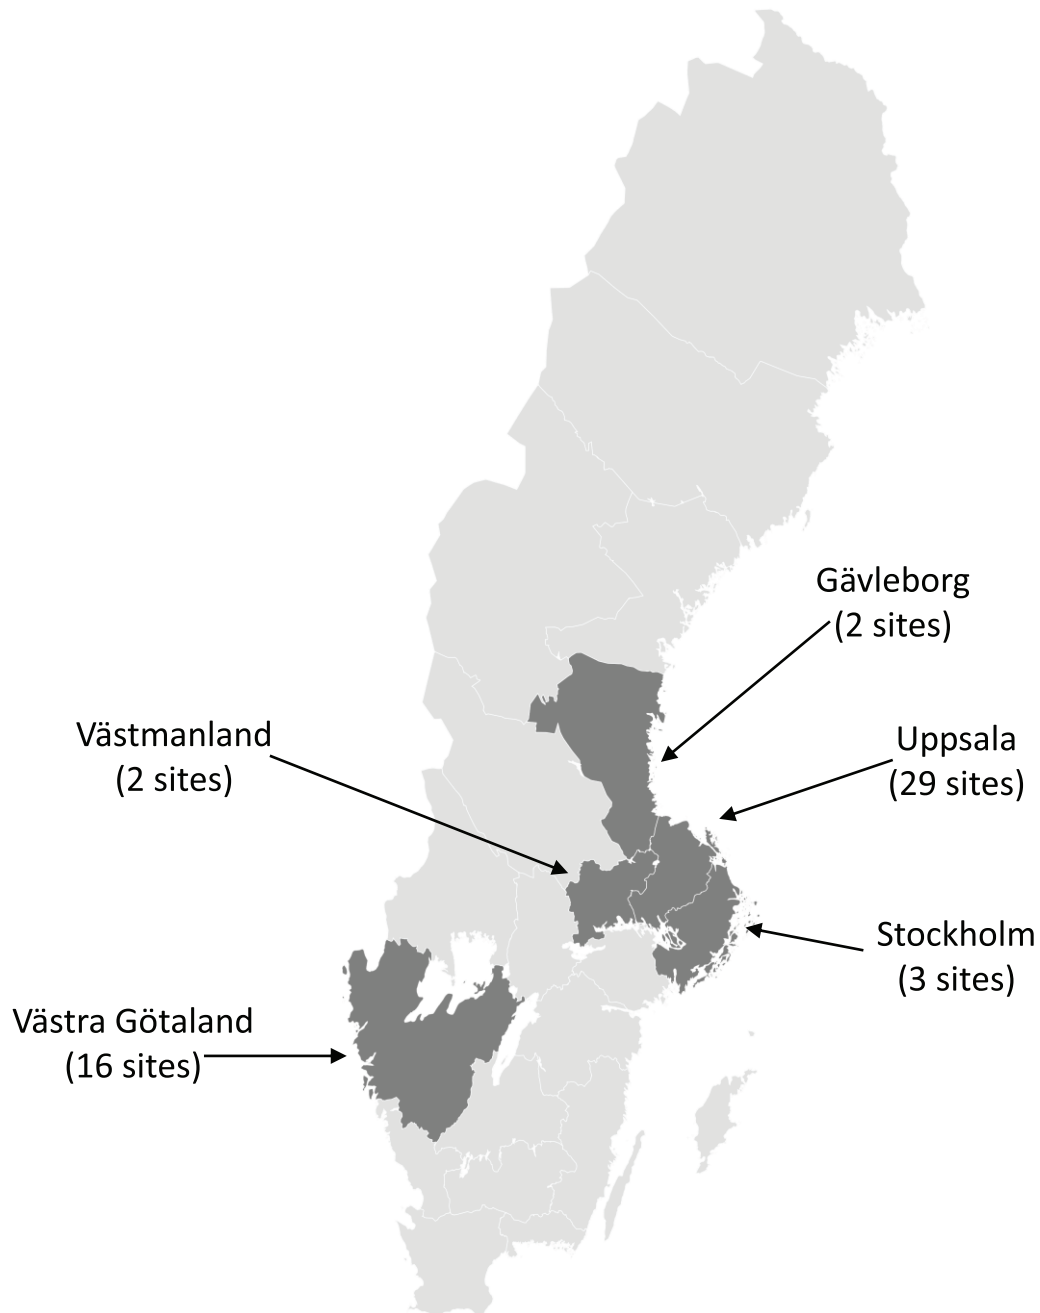 Gävleborg
(2 sites)
Västmanland
(2 sites)
Uppsala
(29 sites)
Stockholm
(3 sites)
Västra Götaland
(16 sites)